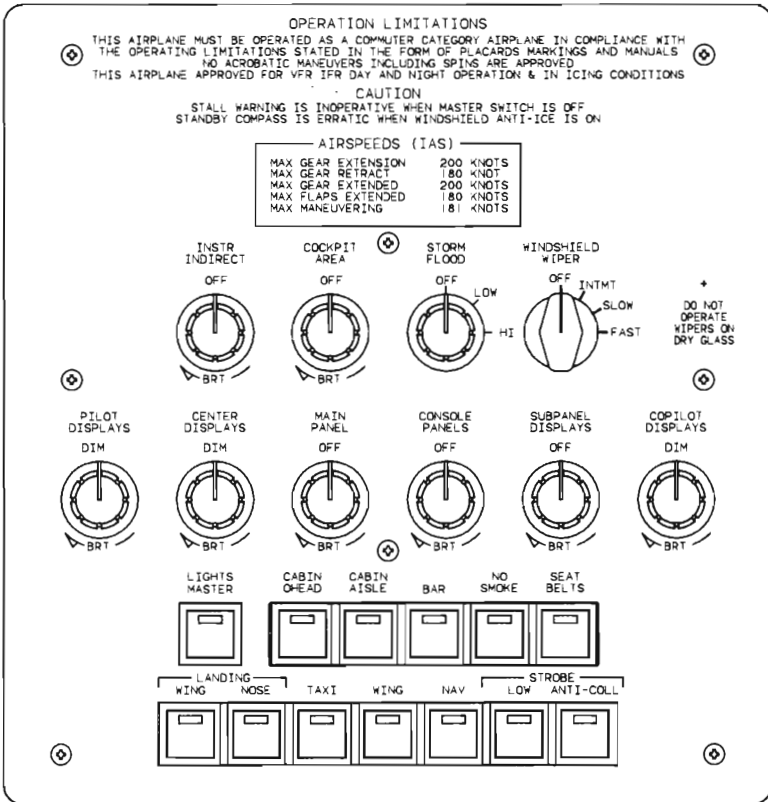 OPERATION LIMITATIONS
THIS AIRPLANE MUST BE OPERATED AS A COMMUTER CATEGORY AIRPLANE IN COMPLIANCE WITH
THE OPERATING LIMITATIONS STATED IN THE FORM OF PLACARDS MARKINGS AND MANUALS
NO ACROBATIC MANEUVERS INCLUDING SPINS ARE APPROVED
THIS AIRPLANE APPROVED FOR VFR IFR DAY AND NIGHT OPERATION & IN ICING CONDITIONS
CAUTION
STALL WARNING IS INOPERATIVE WHEN MASTER SWITCH IS OFF
STANDBY COMPASS IS ERRATIC WHEN WINDSHIELD ANTI-ICE IS ON
AIRSPEEDS (IAS)
MAX GEAR EXTENSION 200 KNOTS
MAX GEAR RETRACT 180 KNOT
MAX GEAR EXTENDED 200 KNOTS
MAX FLAPS EXTENDED 180 KNOTS
MAX MANEUVERING 181 KNOTS
INSTR INDIRECT
OFF
BRT
COCKPIT AREA
OFF
BRT
STORM FLOOD
OFF
LOW
HI
WINDSHIELD WIPER
OFF
INTMT
SLOW
FAST
+
DO NOT
OPERATE
WIPERS ON
DRY GLASS
PILOT DISPLAYS
DIM
BRT
CENTER DISPLAYS
DIM
BRT
MAIN PANEL
OFF
BRT
CONSOLE PANELS
OFF
BRT
SUBPANEL DISPLAYS
OFF
BRT
COPILOT DISPLAYS
DIM
BRT
LIGHTS MASTER
CABIN OHEAD
CABIN AISLE
BAR
NO SMOKE
SEAT BELTS
LANDING
WING NOSE
TAXI
WING
NAV
STROBE
LOW ANTI-COLL